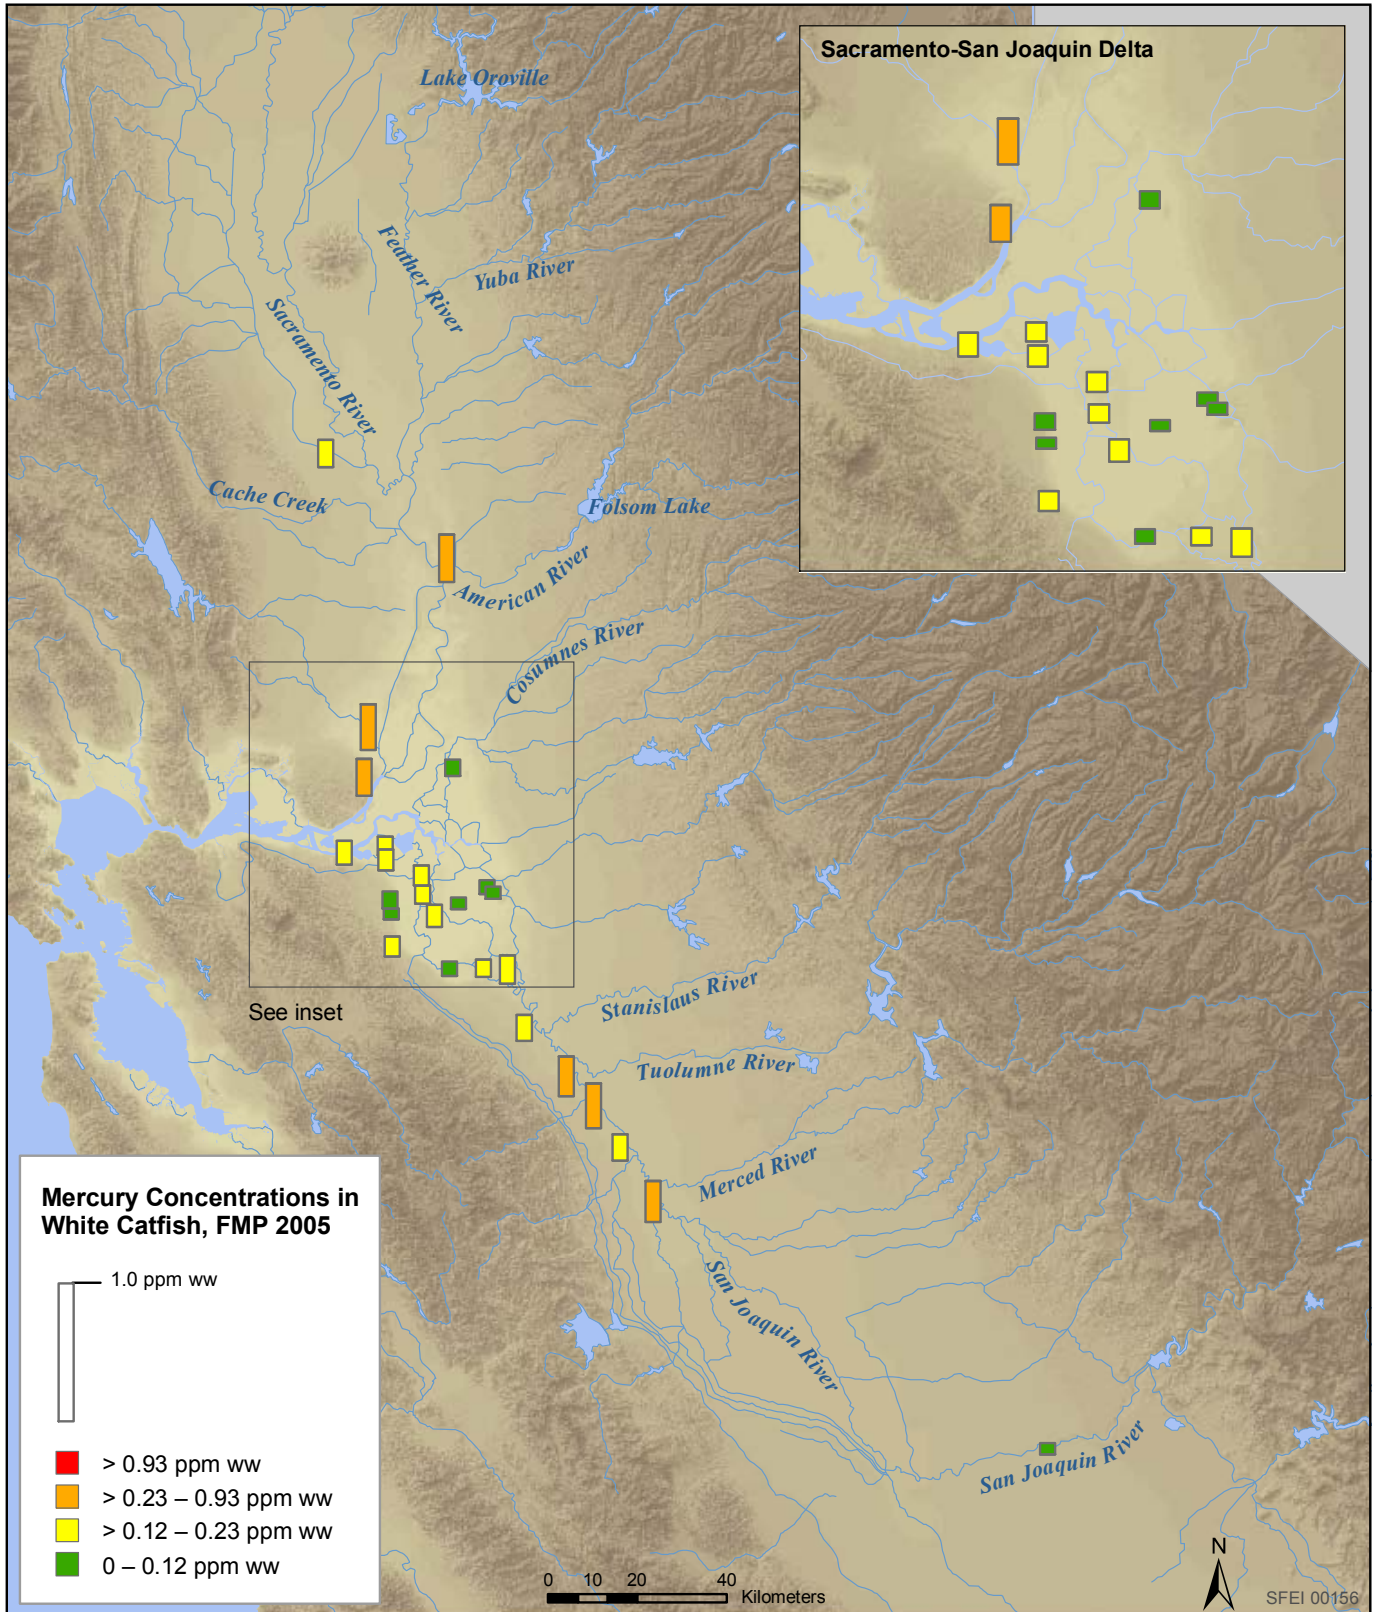 Sacramento-San Joaquin Delta
Lake Oroville
Feather River
Yuba River
Sacramento River
Cache Creek
Folsom Lake
American River
Cosumnes River
See inset
Stanislaus River
Tuolumne River
Merced River
San Joaquin River
San Joaquin River
Mercury Concentrations in
White Catfish, FMP 2005
1.0 ppm ww
> 0.93 ppm ww
> 0.23 – 0.93 ppm ww
> 0.12 – 0.23 ppm ww
0 – 0.12 ppm ww
0 10 20 40
Kilometers
N
SFEI 00156